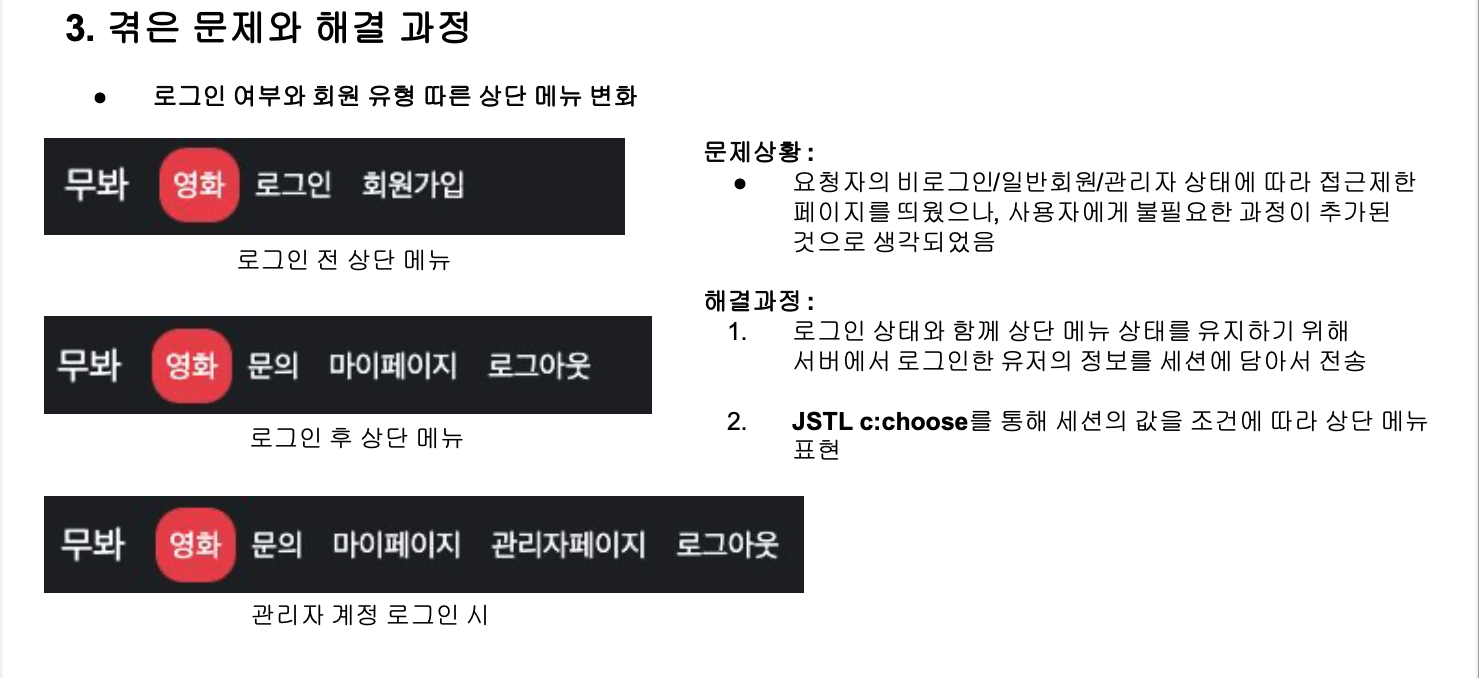 3. 겪은 문제와 해결 과정
● 로그인 여부와 회원 유형 따른 상단 메뉴 변화
무봐 영화 로그인 회원가입
로그인 전 상단 메뉴
무봐 영화 문의 마이페이지 로그아웃
로그인 후 상단 메뉴
무봐 영화 문의 마이페이지 관리자페이지 로그아웃
관리자 계정 로그인 시
문제상황 :
● 요청자의 비로그인/일반회원/관리자 상태에 따라 접근제한
페이지를 띄웠으나, 사용자에게 불필요한 과정이 추가된
것으로 생각되었음
해결과정 :
1. 로그인 상태와 함께 상단 메뉴 상태를 유지하기 위해
서버에서 로그인한 유저의 정보를 세션에 담아서 전송
2. JSTL c:choose를 통해 세션의 값을 조건에 따라 상단 메뉴
표현